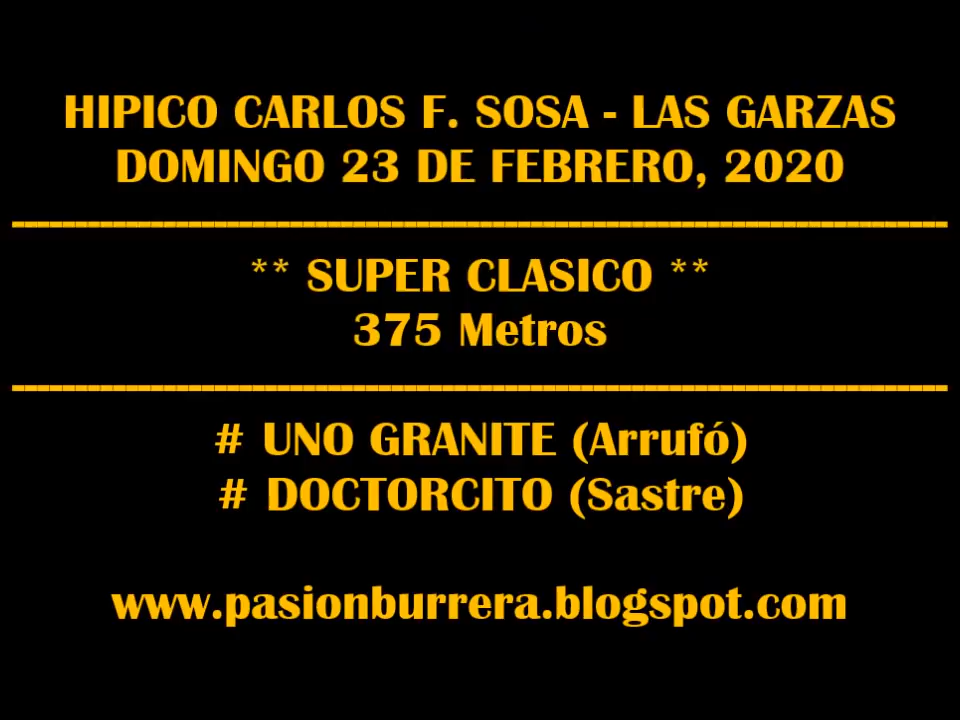 HIPICO CARLOS F. SOSA - LAS GARZAS
DOMINGO 23 DE FEBRERO, 2020
** SUPER CLASICO **
375 Metros
# UNO GRANITE (Arrufó)
# DOCTORCITO (Sastre)
www.pasionburrera.blogspot.com